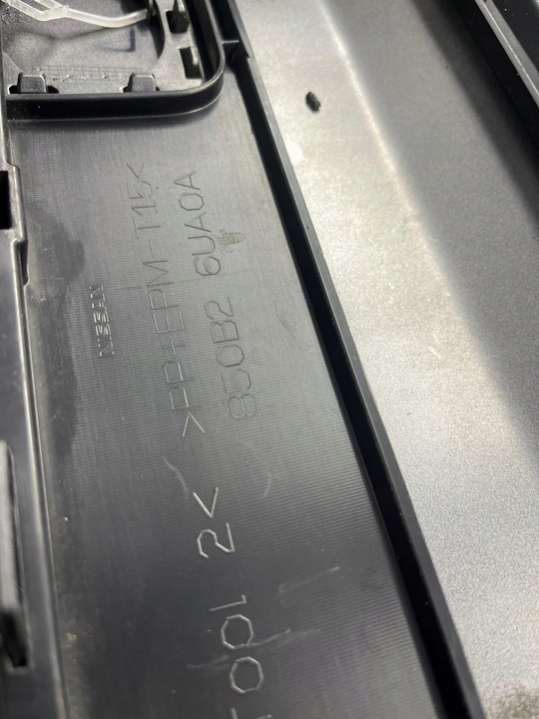 NISSAN
>PP+EPM-T15<
850B2 6UA0A
TOOL 2<